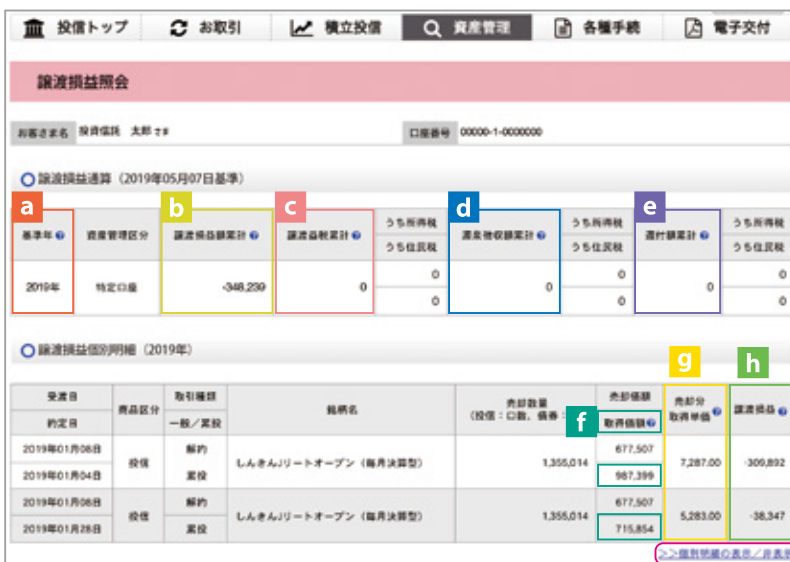 投信トップ お取引 積立投信 資産管理 各種手続 電子交付
譲渡損益照会
お客さま名 投資信託 太郎さま 口座番号 00000-1-0000000
譲渡損益通算（2019年05月07日基準）
a b c d e
基準年 資産管理区分 譲渡損益額累計 譲渡益税累計 うち所得税 源泉徴収額累計 うち所得税 還付額累計 うち所得税
うち住民税 うち住民税 うち住民税
2019年 特定口座 -348,239 0 0 0 0 0 0
0 0 0
譲渡損益個別明細（2019年）
g h
受渡日 商品区分 取引種類 銘柄名 売却数量 売却価額 売却分 譲渡損益
約定日 一般／累投 （投信：口数、債券： f 取得価額 取得単価
2019年01月08日 投信 解約 しんきんJリートオープン（毎月決算型） 1,355,014 677,507 7,287.00 -309,892
2019年01月04日 累投 987,399
2019年01月08日 投信 解約 しんきんJリートオープン（毎月決算型） 1,355,014 677,507 5,283.00 -38,347
2019年01月28日 累投 715,854
>>個別明細の表示／非表示